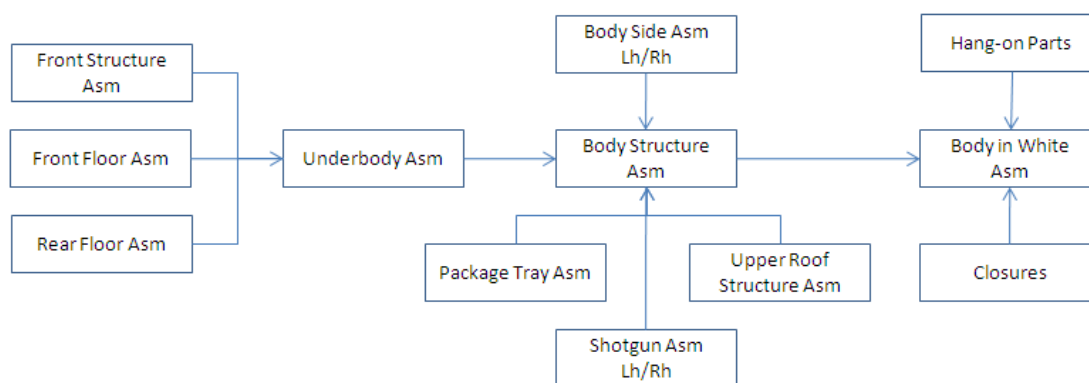 Front Structure
Asm
Front Floor Asm
Rear Floor Asm
Underbody Asm
Body Side Asm
Lh/Rh
Body Structure
Asm
Package Tray Asm
Upper Roof
Structure Asm
Shotgun Asm
Lh/Rh
Hang-on Parts
Body in White
Asm
Closures